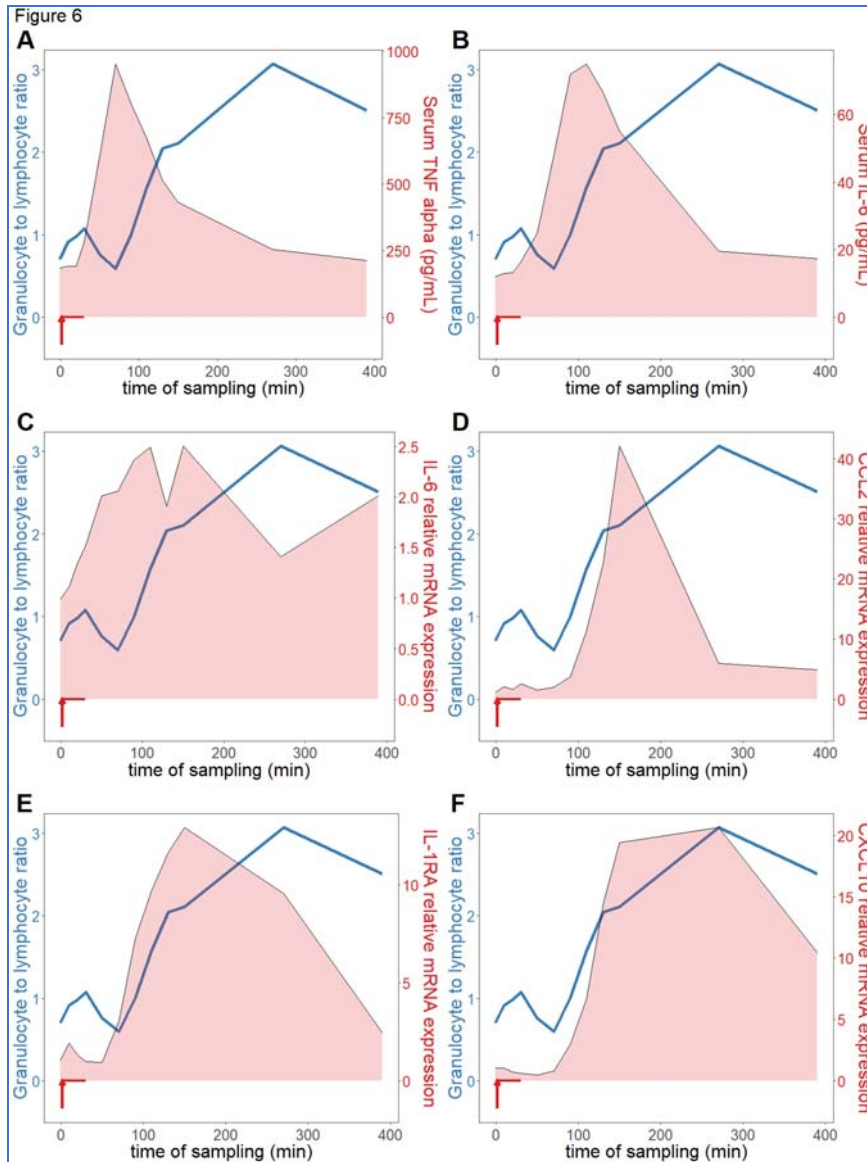 Figure 6
A
Granulocyte to lymphocyte ratio
3
2
1
0
1000
750
500
250
0
Serum TNF alpha (pg/mL)
0 100 200 300 400
time of sampling (min)
B
Granulocyte to lymphocyte ratio
3
2
1
0
60
40
20
0
Serum IL-6 (pg/mL)
0 100 200 300 400
time of sampling (min)
C
Granulocyte to lymphocyte ratio
3
2
1
0
2.5
2.0
1.5
1.0
0.5
0.0
IL-6 relative mRNA expression
0 100 200 300 400
time of sampling (min)
D
Granulocyte to lymphocyte ratio
3
2
1
0
40
30
20
10
0
CCL2 relative mRNA expression
0 100 200 300 400
time of sampling (min)
E
Granulocyte to lymphocyte ratio
3
2
1
0
10
5
0
IL-1RA relative mRNA expression
0 100 200 300 400
time of sampling (min)
F
Granulocyte to lymphocyte ratio
3
2
1
0
20
15
10
5
0
CXCL10 relative mRNA expression
0 100 200 300 400
time of sampling (min)